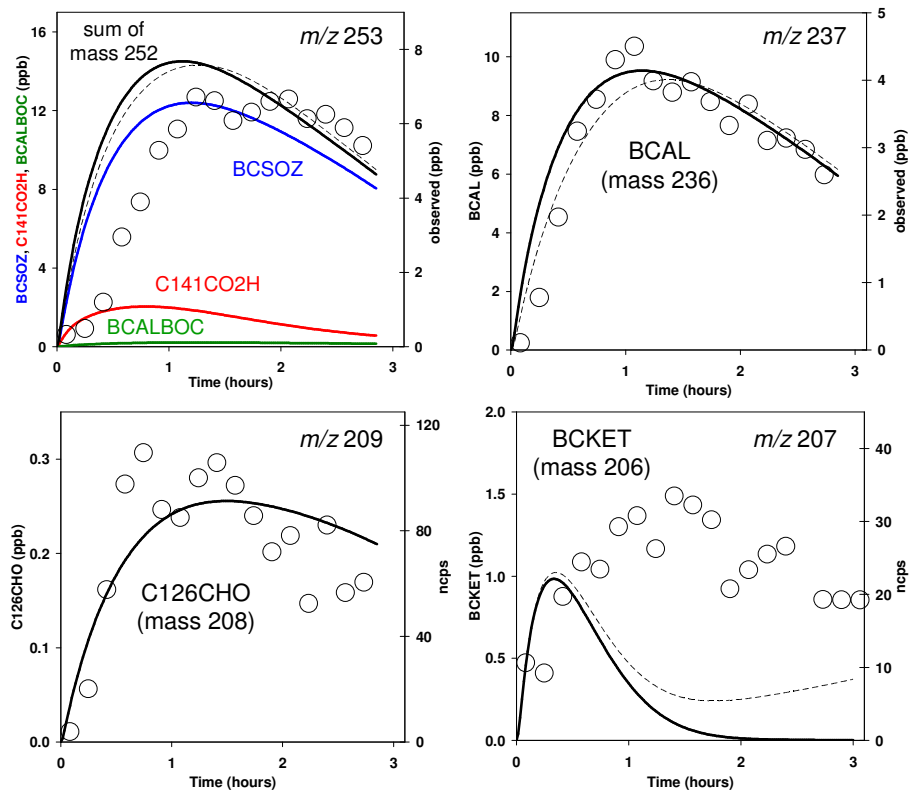 sum of
mass 252
m/z 253
BCSOZ
C141CO2H
BCALBOC
BCSOZ, C141CO2H, BCALBOC (ppb)
16
12
8
4
0
8
6
4
2
0
observed (ppb)
0
1
2
3
Time (hours)
m/z 237
BCAL
(mass 236)
BCAL (ppb)
10
8
6
4
2
0
5
4
3
2
1
0
observed (ppb)
0
1
2
3
Time (hours)
m/z 209
C126CHO
(mass 208)
C126CHO (ppb)
0.3
0.2
0.1
0.0
120
80
40
0
ncps
0
1
2
3
Time (hours)
BCKET
(mass 206)
m/z 207
BCKET (ppb)
2.0
1.5
1.0
0.5
0.0
40
30
20
10
0
ncps
0
1
2
3
Time (hours)